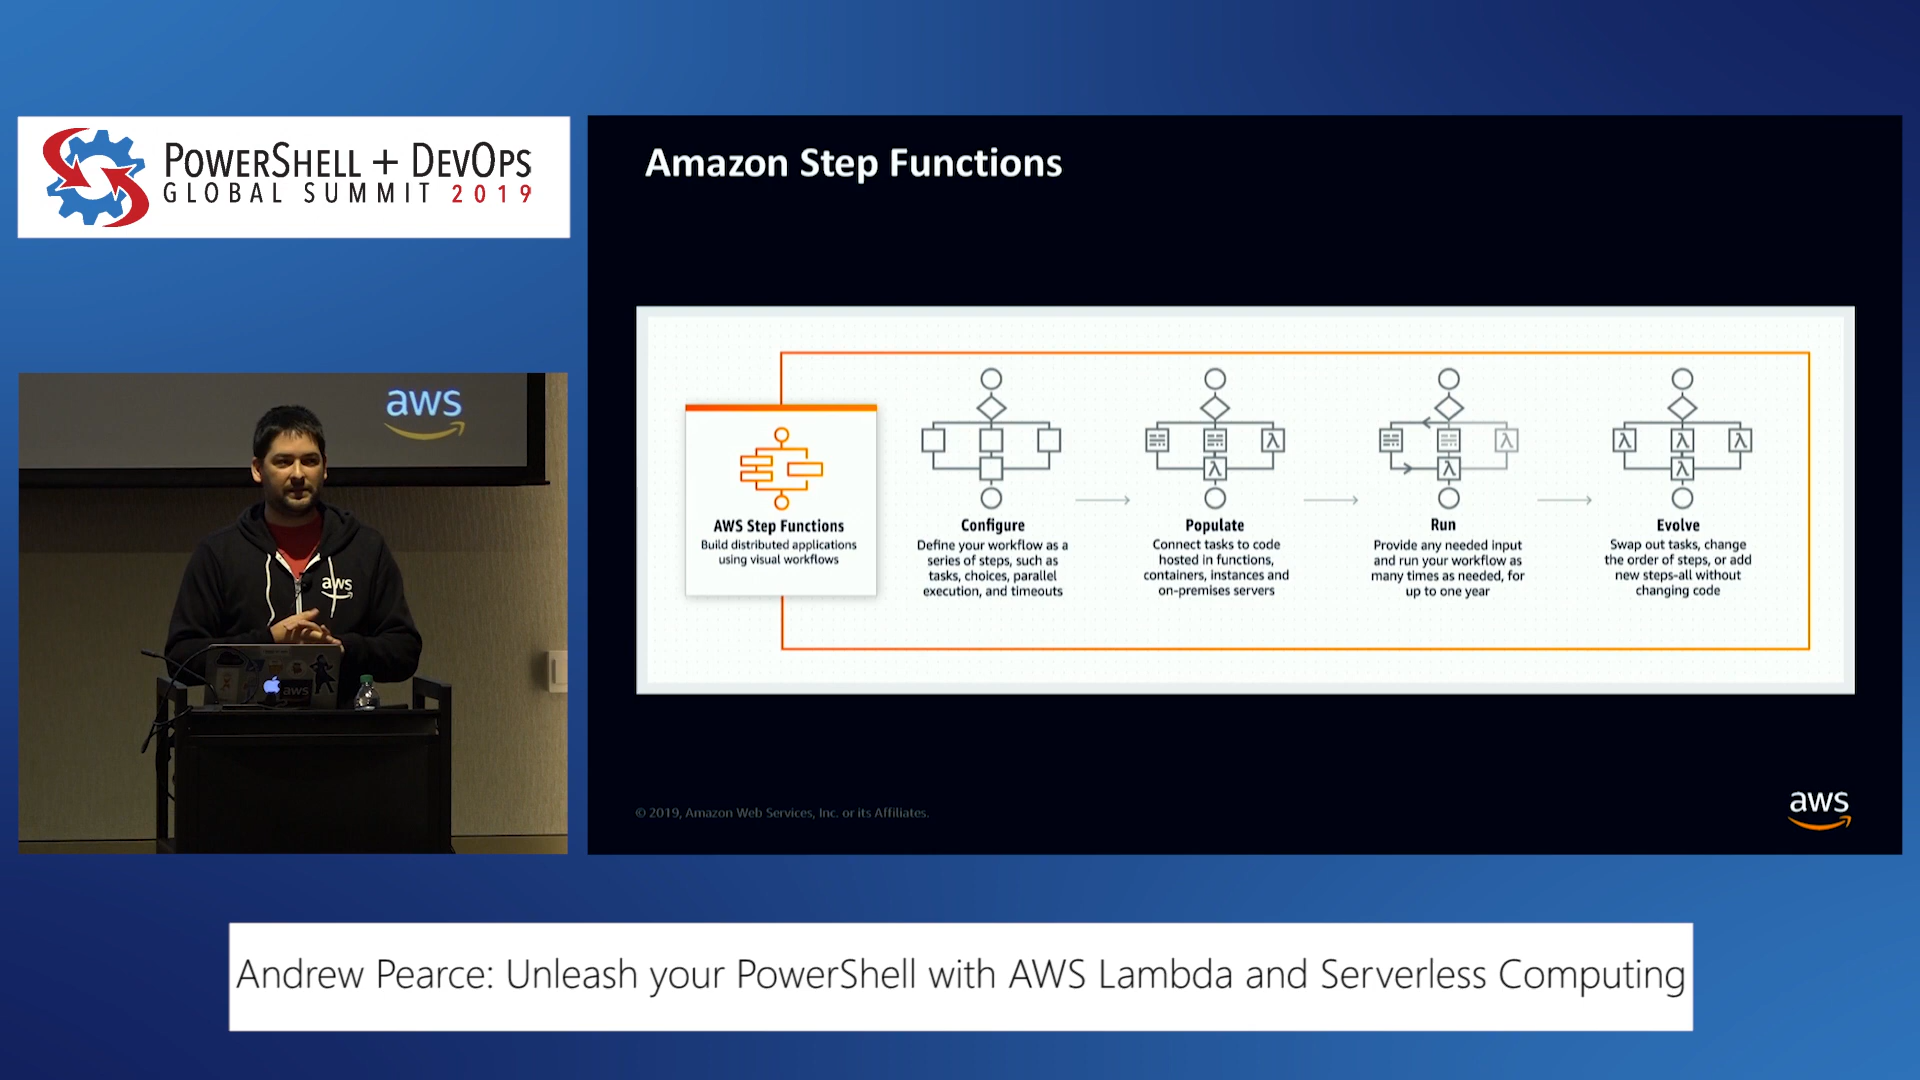 POWERSHELL + DEVOPS
GLOBAL SUMMIT 2019
Amazon Step Functions
AWS Step Functions
Build distributed applications
using visual workflows
Configure
Define your workflow as a
series of steps, such as
tasks, choices, parallel
execution, and timeouts
Populate
Connect tasks to code
hosted in functions,
containers, instances and
on-premises servers
Run
Provide any needed input
and run your workflow as
many times as needed, for
up to one year
Evolve
Swap out tasks, change
the order of steps, or add
new steps-all without
changing code
λ
λ
λ
λ
λ
λ
λ
λ
© 2019, Amazon Web Services, Inc. or its Affiliates.
aws
aws
aws
aws
Andrew Pearce: Unleash your PowerShell with AWS Lambda and Serverless Computing